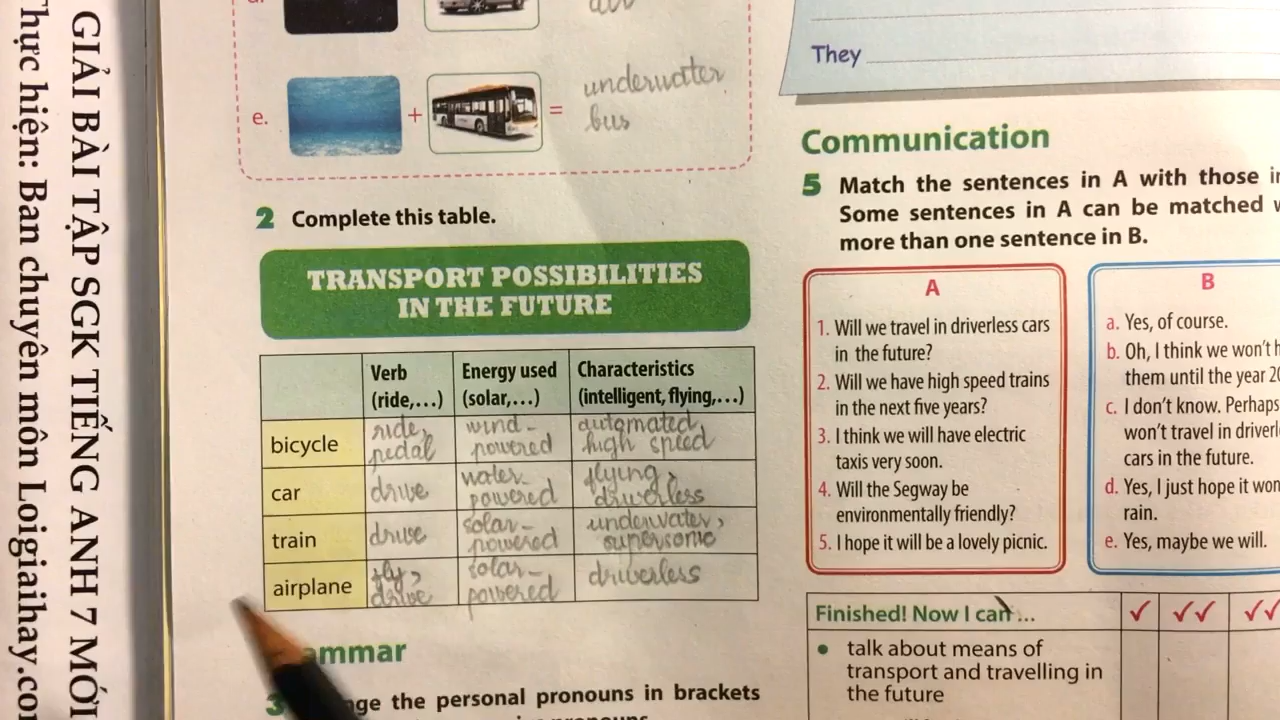 GIẢI BÀI TẬP SGK TIẾNG ANH 7 MỚI
Thực hiện: Ban chuyên môn Loigiaihay.com
air
e. + = underwater
bus
2 Complete this table.
TRANSPORT POSSIBILITIES
IN THE FUTURE
Verb
(ride,...)
Energy used
(solar,...)
Characteristics
(intelligent, flying,...)
bicycle
ride,
pedal
wind-
powered
automated,
high speed
car
drive
water-
powered
flying,
driverless
train
drive
solar-
powered
underwater,
supersonic
airplane
fly,
drive
solar-
powered
driverless
ammar
3 nge the personal pronouns in brackets
They
Communication
5 Match the sentences in A with those in
Some sentences in A can be matched
more than one sentence in B.
A
1. Will we travel in driverless cars
in the future?
2. Will we have high speed trains
in the next five years?
3. I think we will have electric
taxis very soon.
4. Will the Segway be
environmentally friendly?
5. I hope it will be a lovely picnic.
B
a. Yes, of course.
b. Oh, I think we won't h
them until the year 20
c. I don't know. Perhaps
won't travel in driverl
cars in the future.
d. Yes, I just hope it won
rain.
e. Yes, maybe we will.
Finished! Now I can ... ✓ ✓✓ ✓✓
• talk about means of
transport and travelling in
the future